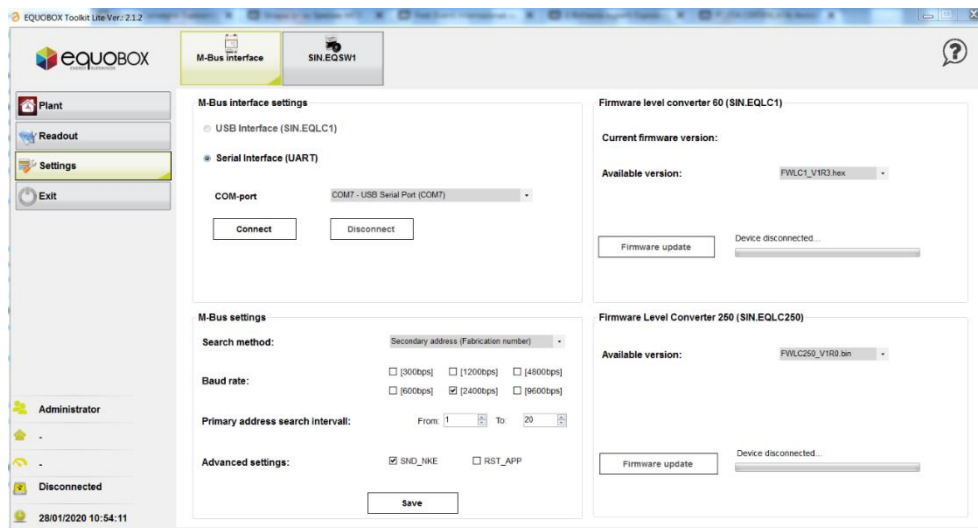 EQUOBOX Toolkit Lite Ver.: 2.1.2
eQUOBOX
M-Bus interface
SIN.EQSW1
Plant
Readout
Settings
Exit
M-Bus interface settings
USB Interface (SIN.EQLC1)
Serial Interface (UART)
COM-port
COM7 - USB Serial Port (COM7)
Connect
Disconnect
Firmware level converter 60 (SIN.EQLC1)
Current firmware version:
Available version:
FWLC1_V1R3.hex
Firmware update
Device disconnected...
M-Bus settings
Search method:
Secondary address (Fabrication number)
Baud rate:
[300bps] [1200bps] [4800bps]
[600bps] [2400bps] [9600bps]
Primary address search intervall:
From: 1 To: 20
Advanced settings:
SND_NKE RST_APP
Save
Firmware Level Converter 250 (SIN.EQLC250)
Available version:
FWLC250_V1R0.bin
Firmware update
Device disconnected...
Administrator
-
-
Disconnected
28/01/2020 10:54:11